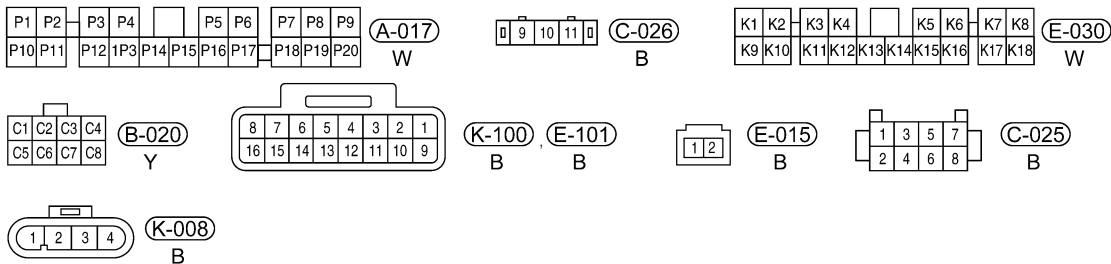 P1 P2 P3 P4 P5 P6 P7 P8 P9
P10 P11 P12 1P3 P14 P15 P16 P17 P18 P19 P20
A-017
W
9 10 11
C-026
B
K1 K2 K3 K4 K5 K6 K7 K8
K9 K10 K11 K12 K13 K14 K15 K16 K17 K18
E-030
W
C1 C2 C3 C4
C5 C6 C7 C8
B-020
Y
8 7 6 5 4 3 2 1
16 15 14 13 12 11 10 9
K-100 , E-101
B B
1 2
E-015
B
1 3 5 7
2 4 6 8
C-025
B
1 2 3 4
K-008
B